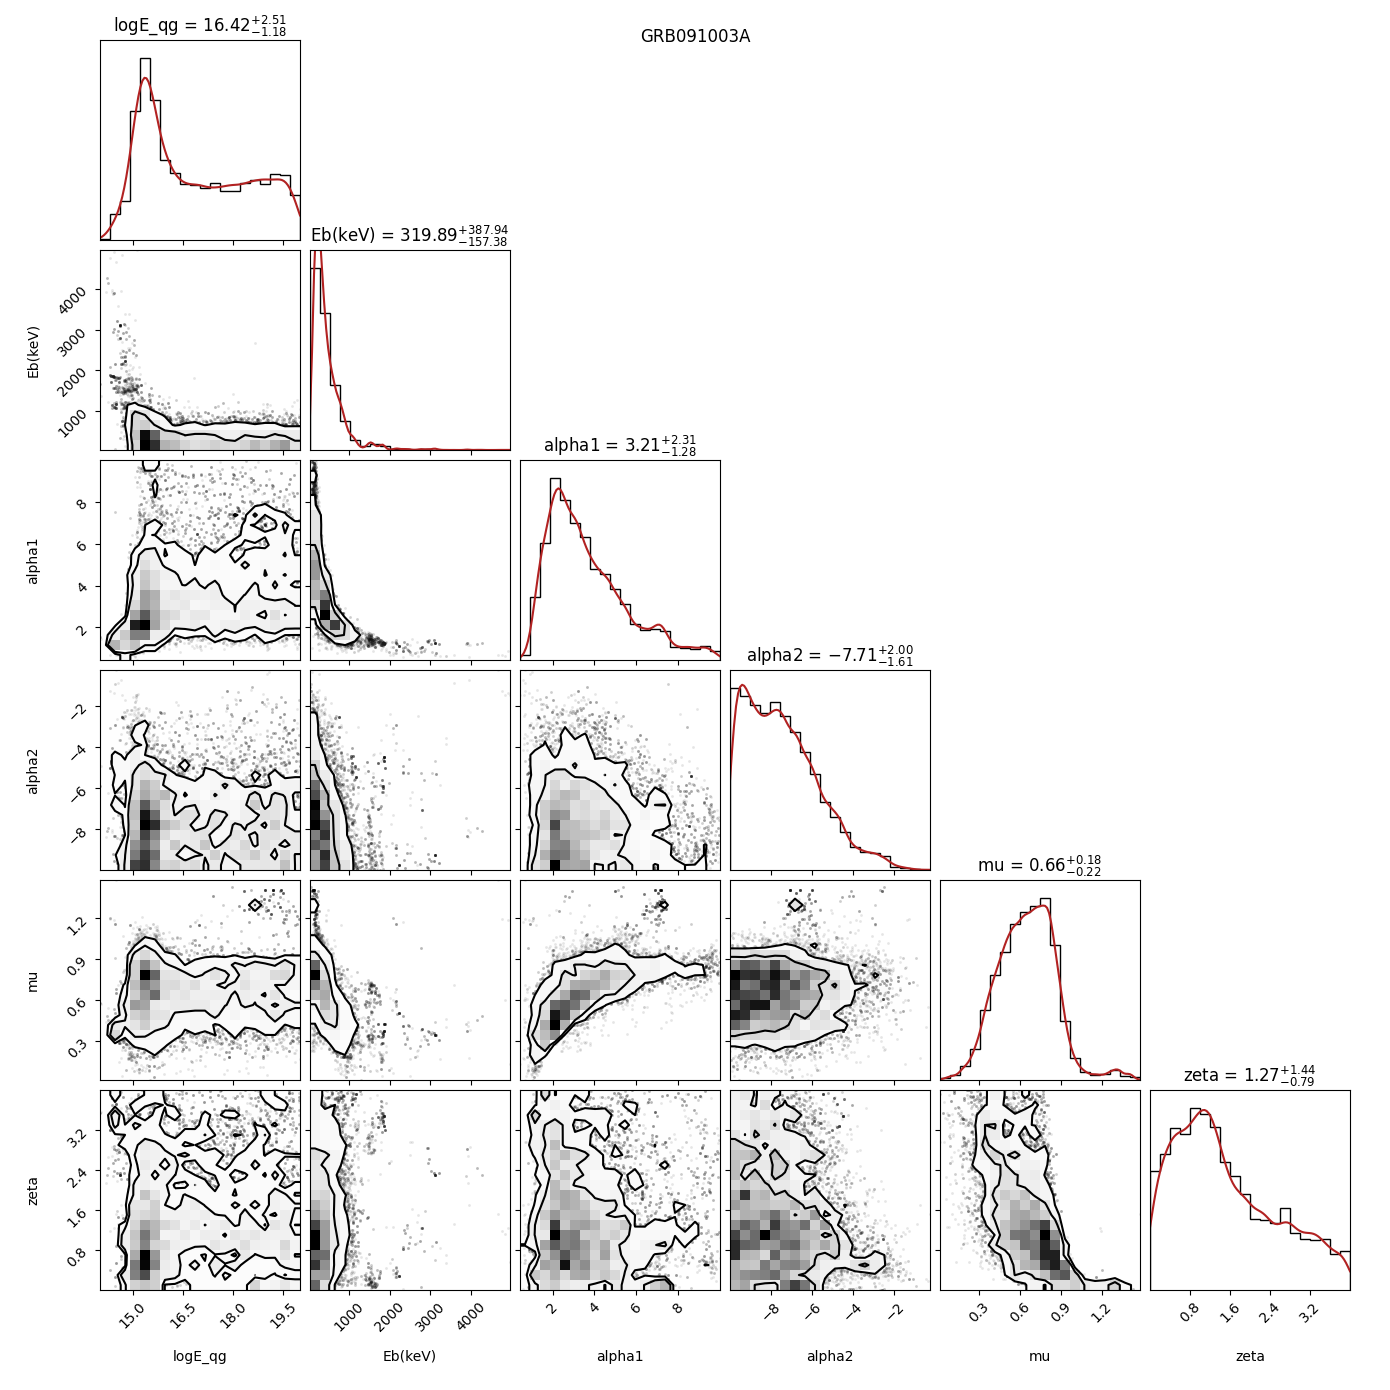 GRB091003A
logE_qg = 16.42+2.51 −1.18
Eb(keV) = 319.89+387.94 −157.38
Eb(keV)
4000
3000
2000
1000
alpha1 = 3.21+2.31 −1.28
alpha1
8
6
4
2
alpha2 = −7.71+2.00 −1.61
alpha2
−2
−4
−6
−8
mu = 0.66+0.18 −0.22
mu
1.2
0.9
0.6
0.3
zeta = 1.27+1.44 −0.79
zeta
3.2
2.4
1.6
0.8
15.0 16.5 18.0 19.5
1000 2000 3000 4000
2 4 6 8
−8 −6 −4 −2
0.3 0.6 0.9 1.2
0.8 1.6 2.4 3.2
logE_qg Eb(keV) alpha1 alpha2 mu zeta